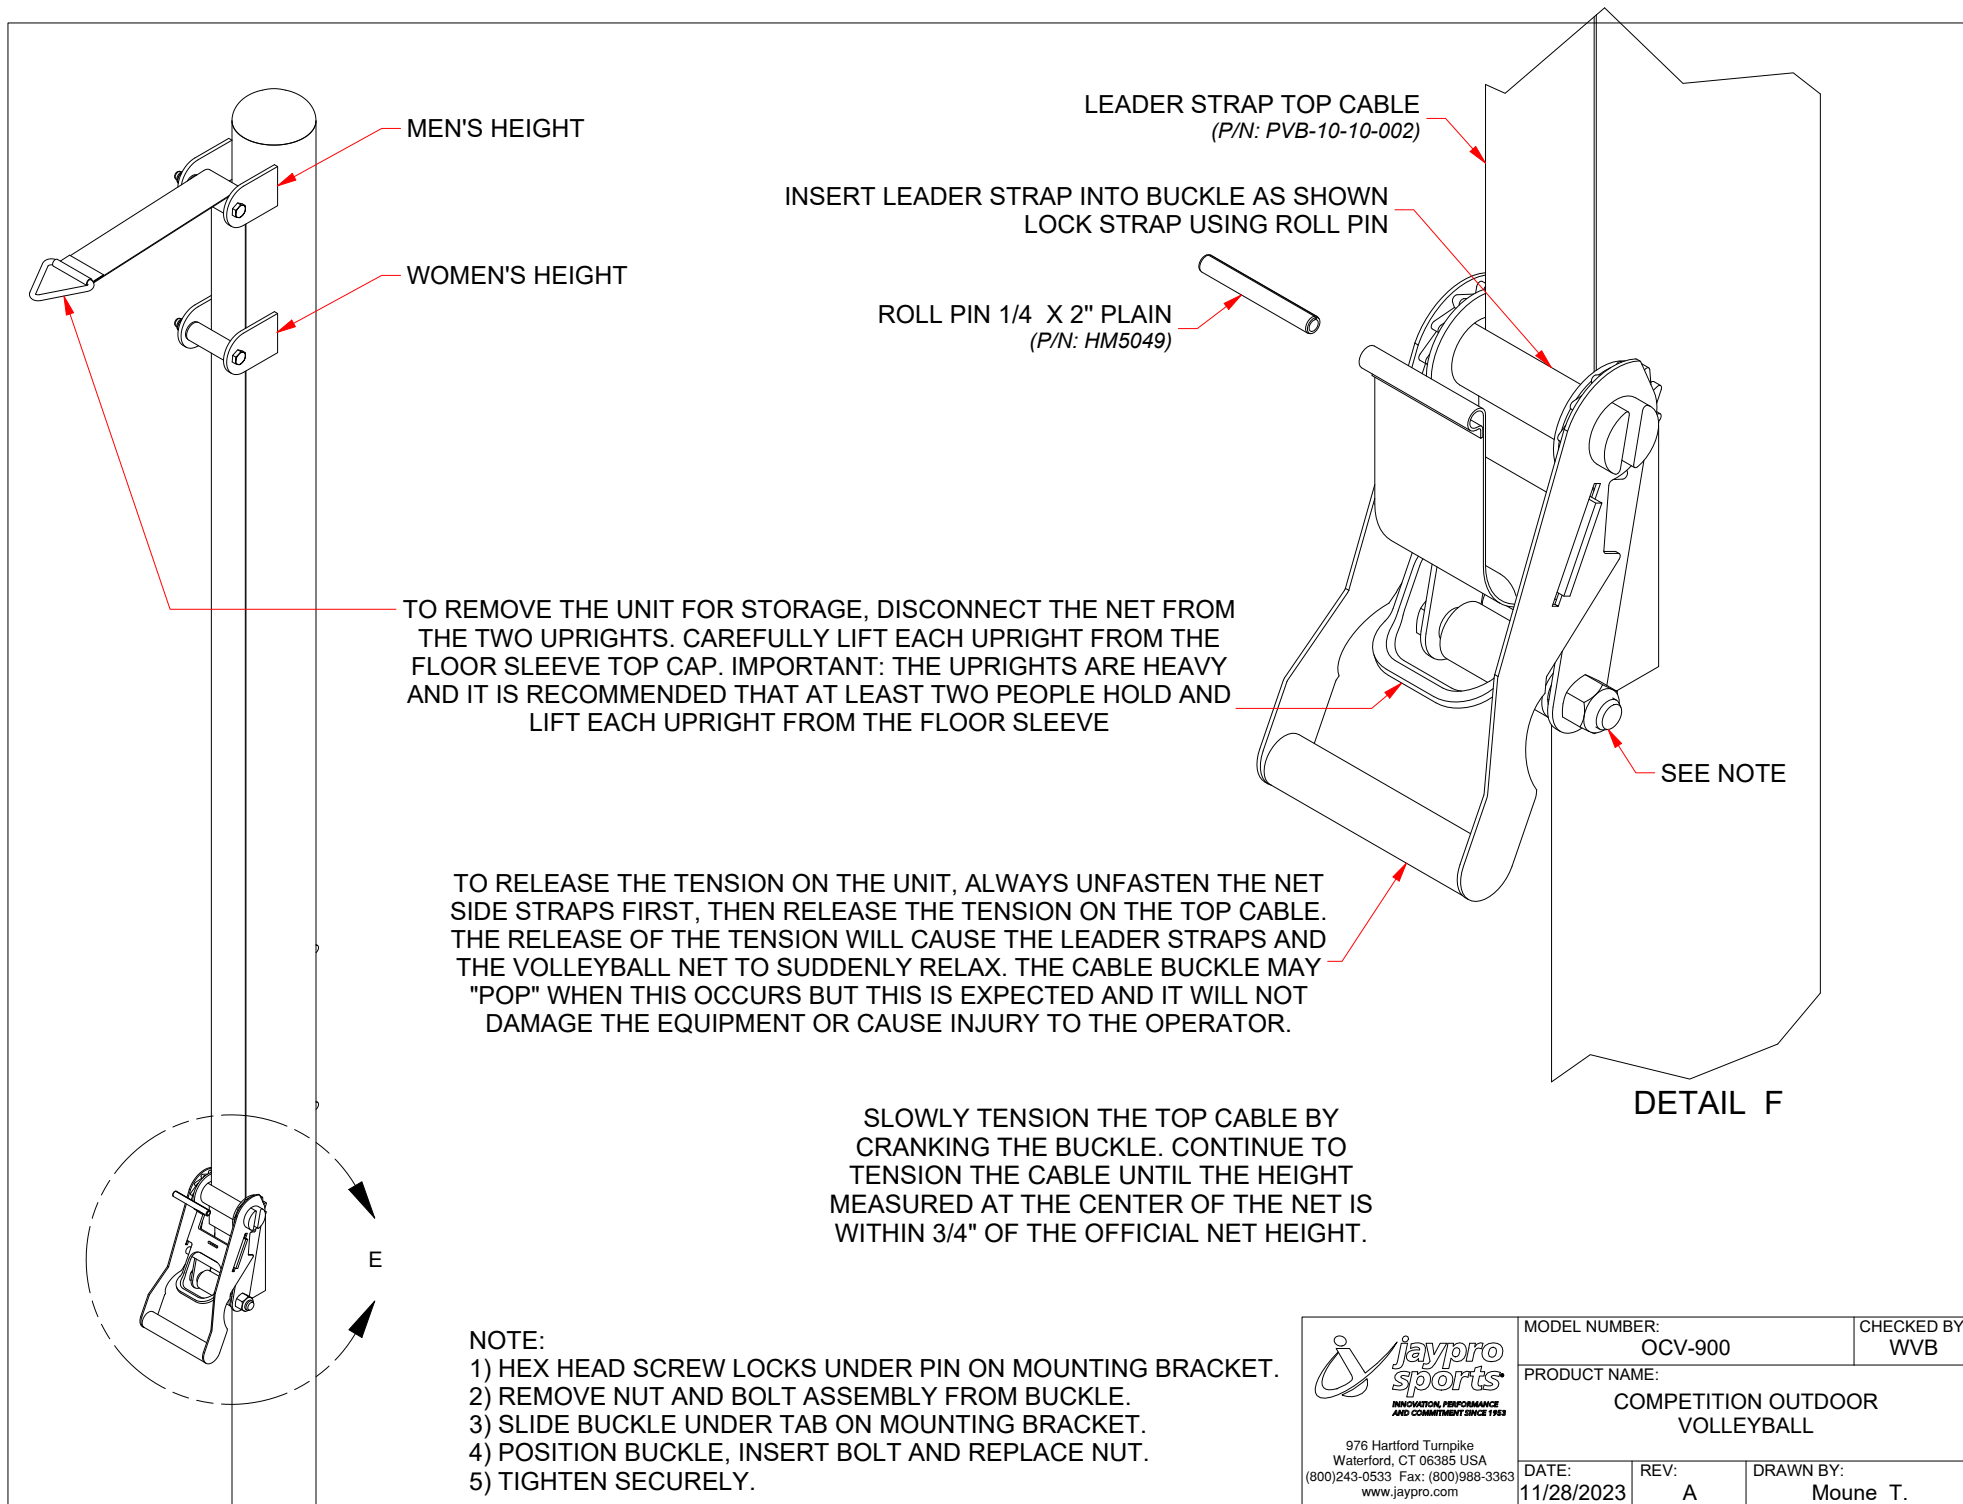 MEN'S HEIGHT
WOMEN'S HEIGHT
LEADER STRAP TOP CABLE
(P/N: PVB-10-10-002)
INSERT LEADER STRAP INTO BUCKLE AS SHOWN
LOCK STRAP USING ROLL PIN
ROLL PIN 1/4 X 2" PLAIN
(P/N: HM5049)
TO REMOVE THE UNIT FOR STORAGE, DISCONNECT THE NET FROM
THE TWO UPRIGHTS. CAREFULLY LIFT EACH UPRIGHT FROM THE
FLOOR SLEEVE TOP CAP. IMPORTANT: THE UPRIGHTS ARE HEAVY
AND IT IS RECOMMENDED THAT AT LEAST TWO PEOPLE HOLD AND
LIFT EACH UPRIGHT FROM THE FLOOR SLEEVE
SEE NOTE
TO RELEASE THE TENSION ON THE UNIT, ALWAYS UNFASTEN THE NET
SIDE STRAPS FIRST, THEN RELEASE THE TENSION ON THE TOP CABLE.
THE RELEASE OF THE TENSION WILL CAUSE THE LEADER STRAPS AND
THE VOLLEYBALL NET TO SUDDENLY RELAX. THE CABLE BUCKLE MAY
"POP" WHEN THIS OCCURS BUT THIS IS EXPECTED AND IT WILL NOT
DAMAGE THE EQUIPMENT OR CAUSE INJURY TO THE OPERATOR.
DETAIL F
SLOWLY TENSION THE TOP CABLE BY
CRANKING THE BUCKLE. CONTINUE TO
TENSION THE CABLE UNTIL THE HEIGHT
MEASURED AT THE CENTER OF THE NET IS
WITHIN 3/4" OF THE OFFICIAL NET HEIGHT.
E
NOTE:
1) HEX HEAD SCREW LOCKS UNDER PIN ON MOUNTING BRACKET.
2) REMOVE NUT AND BOLT ASSEMBLY FROM BUCKLE.
3) SLIDE BUCKLE UNDER TAB ON MOUNTING BRACKET.
4) POSITION BUCKLE, INSERT BOLT AND REPLACE NUT.
5) TIGHTEN SECURELY.
jaypro
sports
INNOVATION, PERFORMANCE
AND COMMITMENT SINCE 1953
976 Hartford Turnpike
Waterford, CT 06385 USA
(800)243-0533 Fax: (800)988-3363
www.jaypro.com
MODEL NUMBER:
OCV-900
CHECKED BY
WVB
PRODUCT NAME:
COMPETITION OUTDOOR
VOLLEYBALL
DATE:
11/28/2023
REV:
A
DRAWN BY:
Moune T.